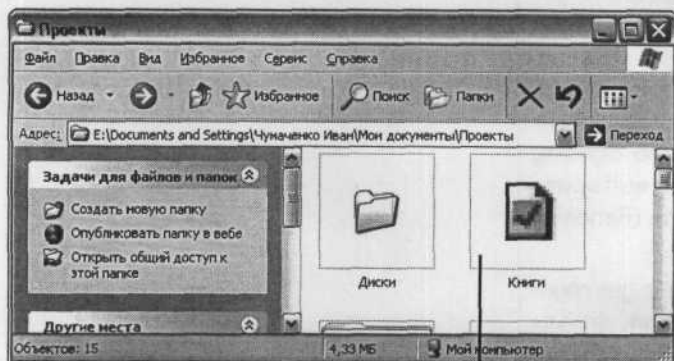 Проекты
Файл Правка Вид Избранное Сервис Справка
Назад Избранное Поиск Папки
Адрес: E:\Documents and Settings\Чумаченко Иван\Мои документы\Проекты Переход
Задачи для файлов и папок
Создать новую папку
Опубликовать папку в вебе
Открыть общий доступ к
этой папке
Диски Книги
Другие места
Объектов: 15 4,33 МБ Мой компьютер